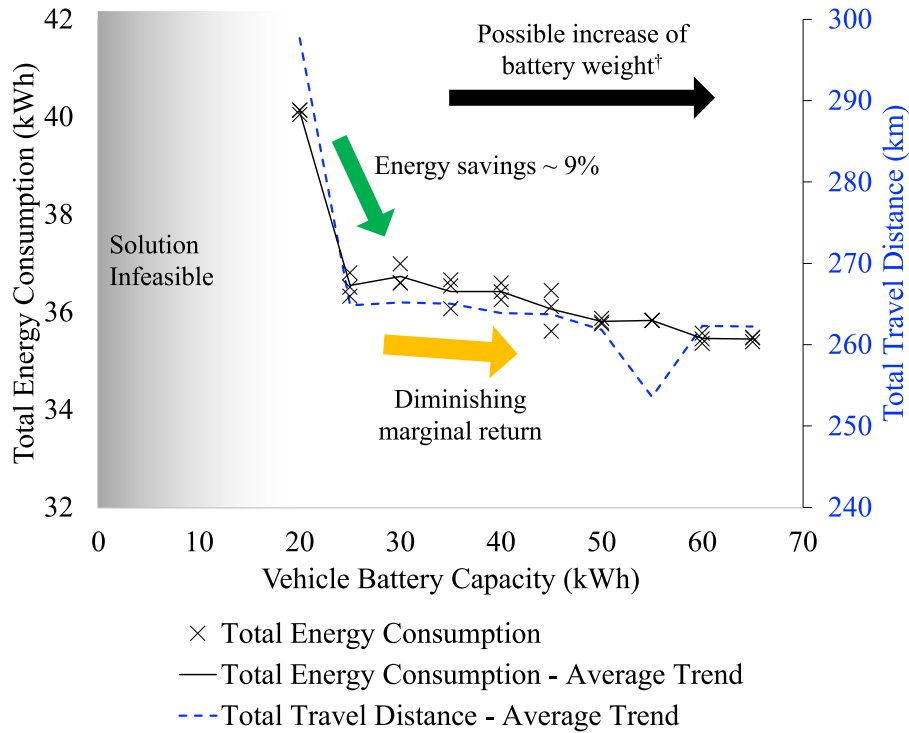 42
40
38
36
34
32
Total Energy Consumption (kWh)
300
290
280
270
260
250
240
Total Travel Distance (km)
Possible increase of
battery weight†
Energy savings ~ 9%
Solution
Infeasible
Diminishing
marginal return
0 10 20 30 40 50 60 70
Vehicle Battery Capacity (kWh)
Total Energy Consumption
Total Energy Consumption - Average Trend
Total Travel Distance - Average Trend